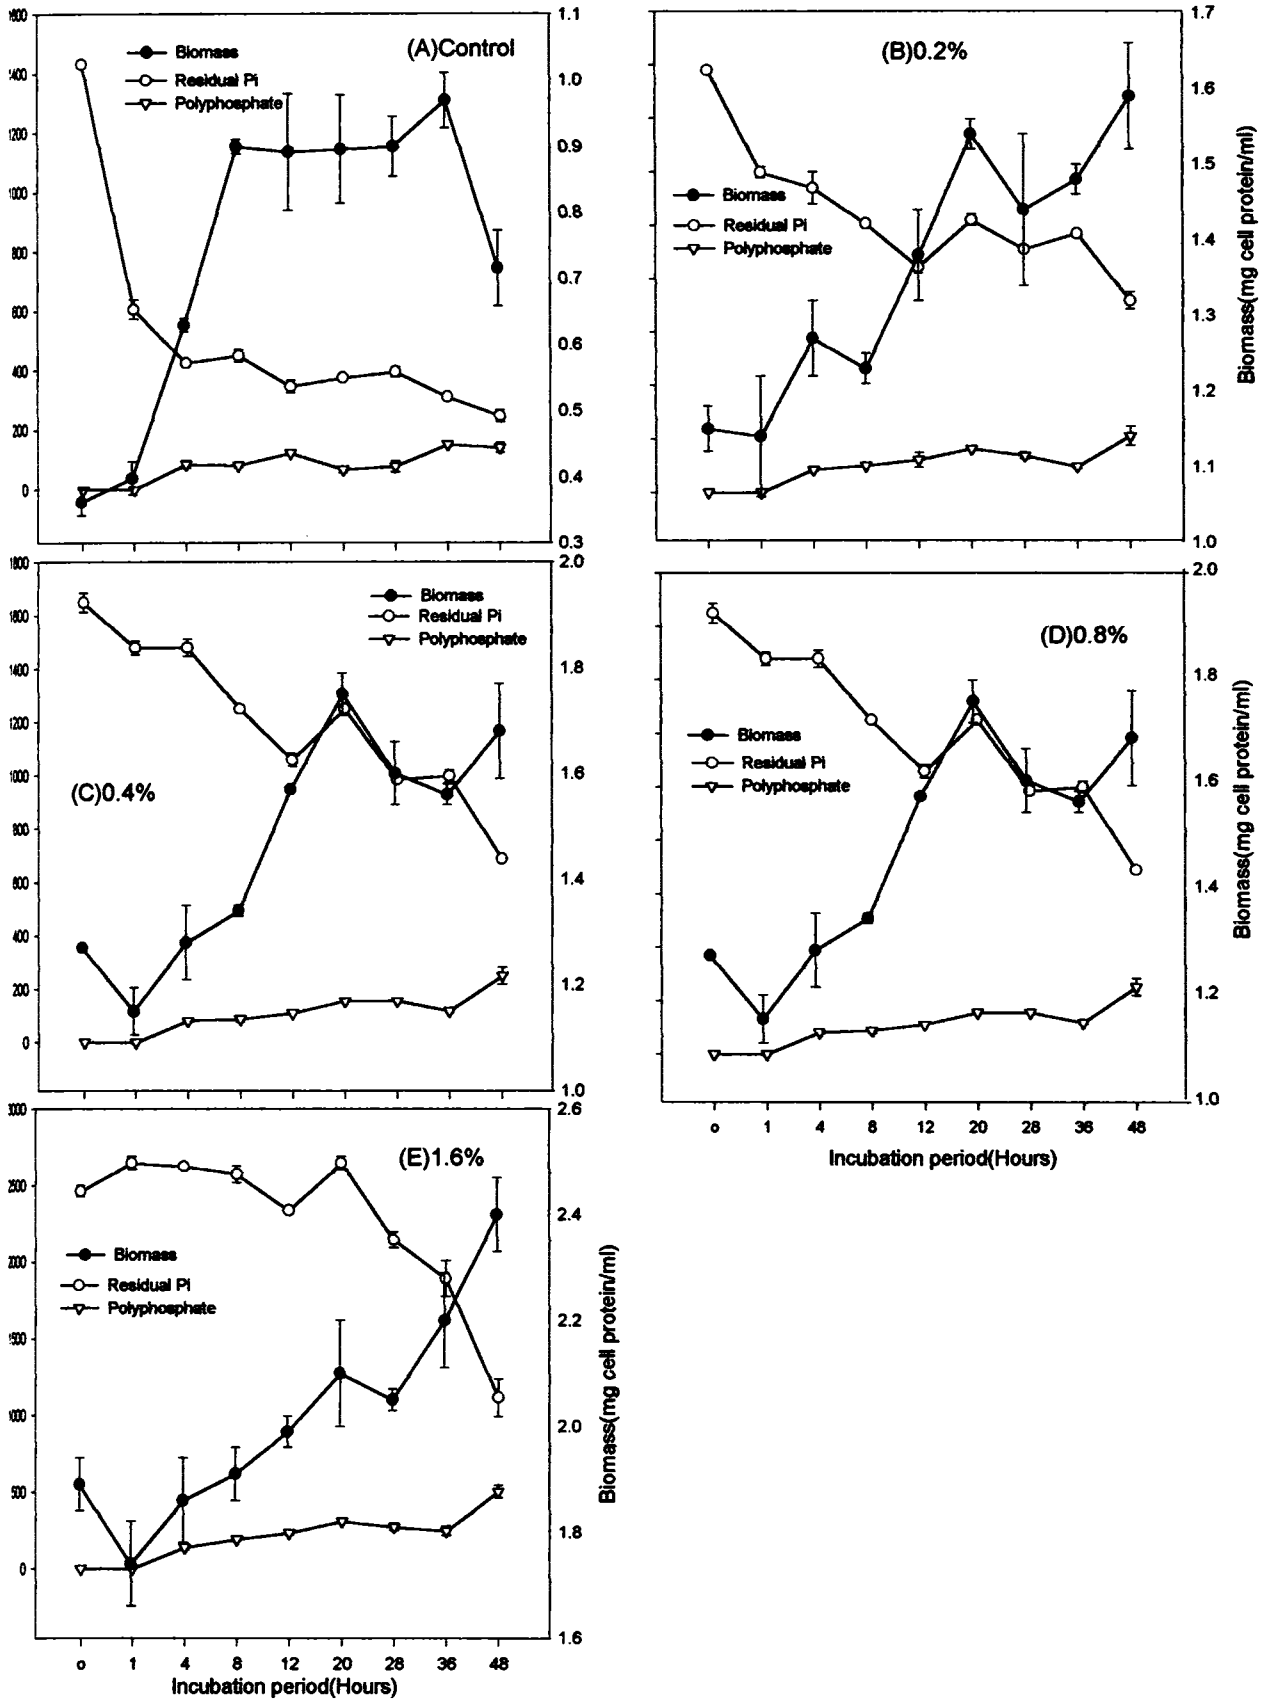 (A)Control
Biomass
Residual Pi
Polyphosphate
1400
1200
1000
800
600
400
200
0
1.1
1.0
0.9
0.8
0.7
0.6
0.5
0.4
0.3
(B)0.2%
Biomass
Residual Pi
Polyphosphate
1.7
1.6
1.5
1.4
1.3
1.2
1.1
1.0
Biomass(mg cell protein/ml)
(C)0.4%
Biomass
Residual Pi
Polyphosphate
1800
1600
1400
1200
1000
800
600
400
200
0
2.0
1.8
1.6
1.4
1.2
1.0
(D)0.8%
Biomass
Residual Pi
Polyphosphate
2.0
1.8
1.6
1.4
1.2
1.0
Biomass(mg cell protein/ml)
0 1 4 8 12 20 28 36 48
Incubation period(Hours)
(E)1.6%
Biomass
Residual Pi
Polyphosphate
500
0
2.6
2.4
2.2
2.0
1.8
1.6
Biomass(mg cell protein/ml)
0 1 4 8 12 20 28 36 48
Incubation period(Hours)